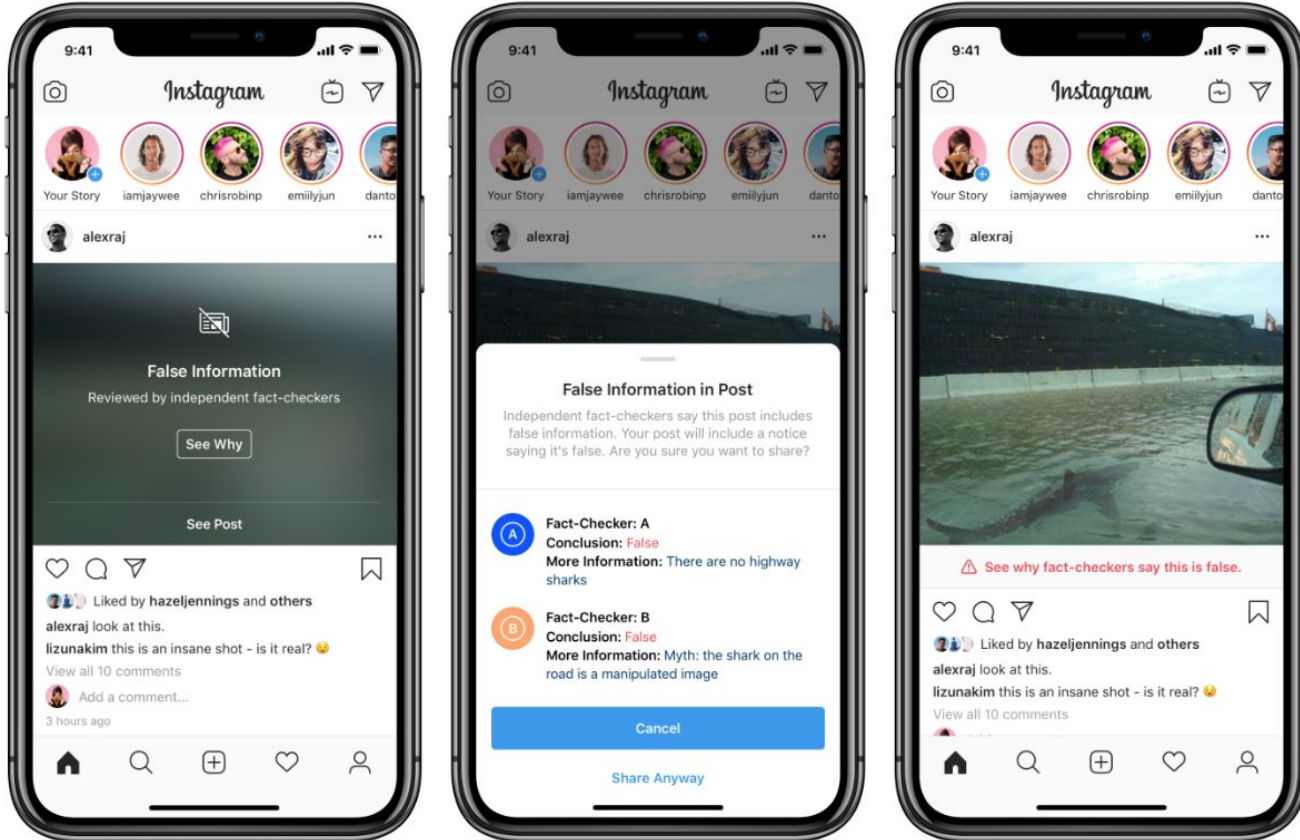 9:41
Instagram
Your Story
iamjaywee
chrisrobinp
emiilyjun
danto
alexraj
False Information
Reviewed by independent fact-checkers
See Why
See Post
Liked by hazeljennings and others
alexraj look at this.
lizunakim this is an insane shot - is it real? �ΐ
View all 10 comments
Add a comment...
3 hours ago
9:41
Instagram
Your Story
iamjaywee
chrisrobinp
emiilyjun
danto
alexraj
False Information in Post
Independent fact-checkers say this post includes
false information. Your post will include a notice
saying it's false. Are you sure you want to share?
A
Fact-Checker: A
Conclusion: False
More Information: There are no highway
sharks
B
Fact-Checker: B
Conclusion: False
More Information: Myth: the shark on the
road is a manipulated image
Cancel
Share Anyway
9:41
Instagram
Your Story
iamjaywee
chrisrobinp
emiilyjun
danto
alexraj
See why fact-checkers say this is false.
Liked by hazeljennings and others
alexraj look at this.
lizunakim this is an insane shot - is it real?
View all 10 comments